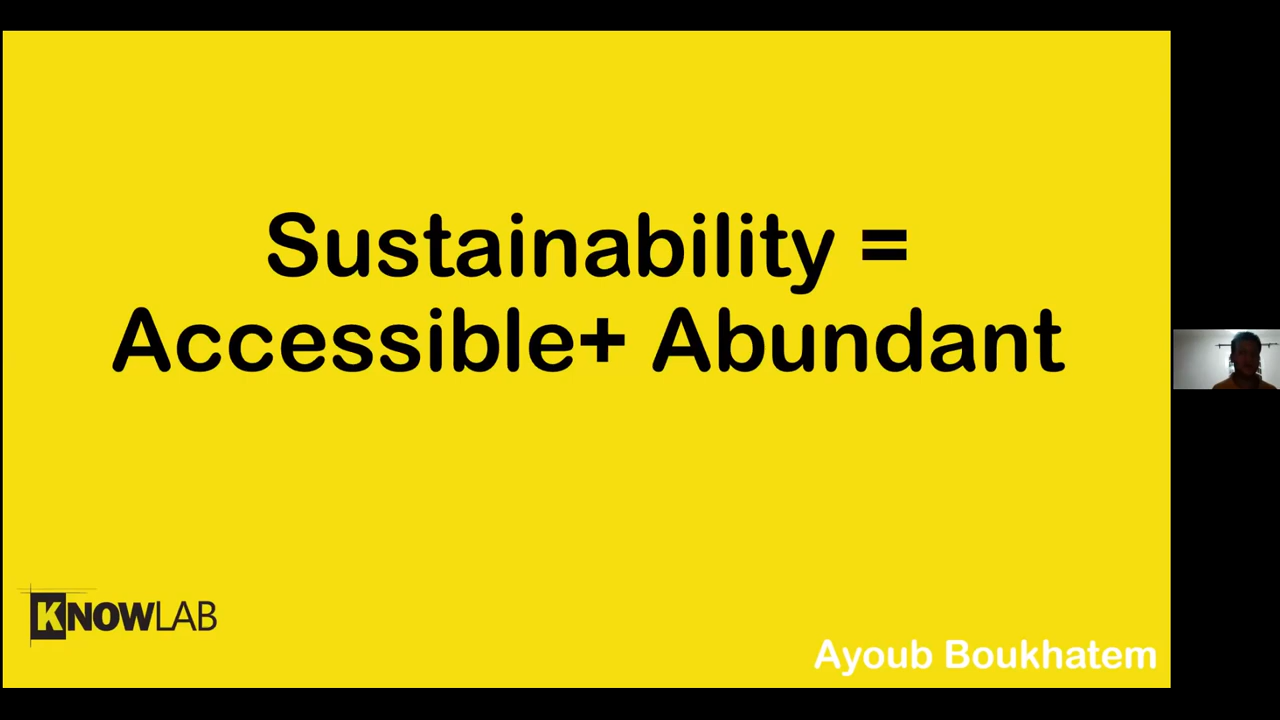 Sustainability =
Accessible+ Abundant
KNOWLAB
Ayoub Boukhatem